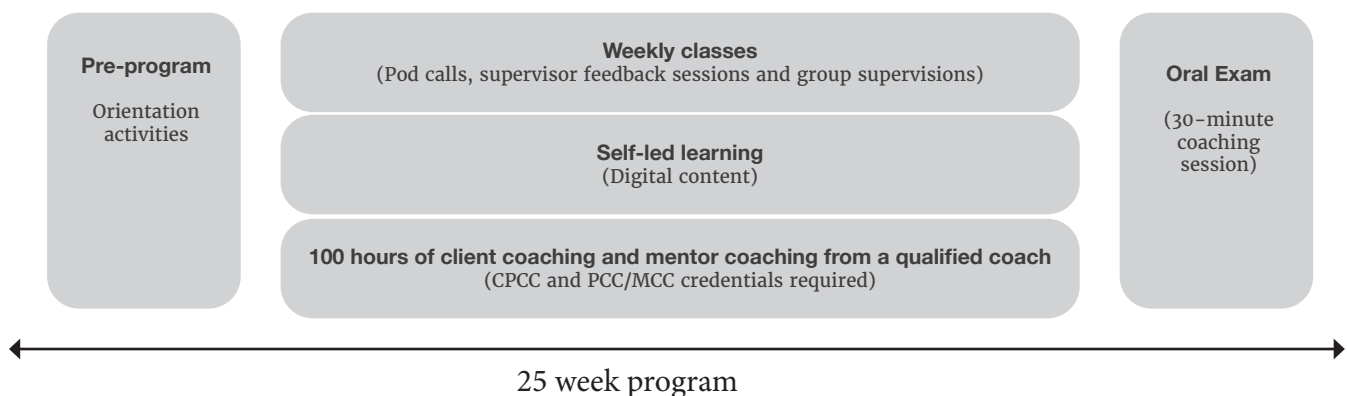 Pre-program
Orientation
activities
Weekly classes
(Pod calls, supervisor feedback sessions and group supervisions)
Self-led learning
(Digital content)
100 hours of client coaching and mentor coaching from a qualified coach
(CPCC and PCC/MCC credentials required)
Oral Exam
(30-minute
coaching
session)
25 week program